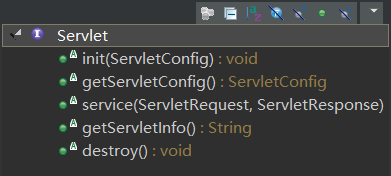 Servlet
init(ServletConfig) : void
getServletConfig() : ServletConfig
service(ServletRequest, ServletResponse)
getServletInfo() : String
destroy() : void